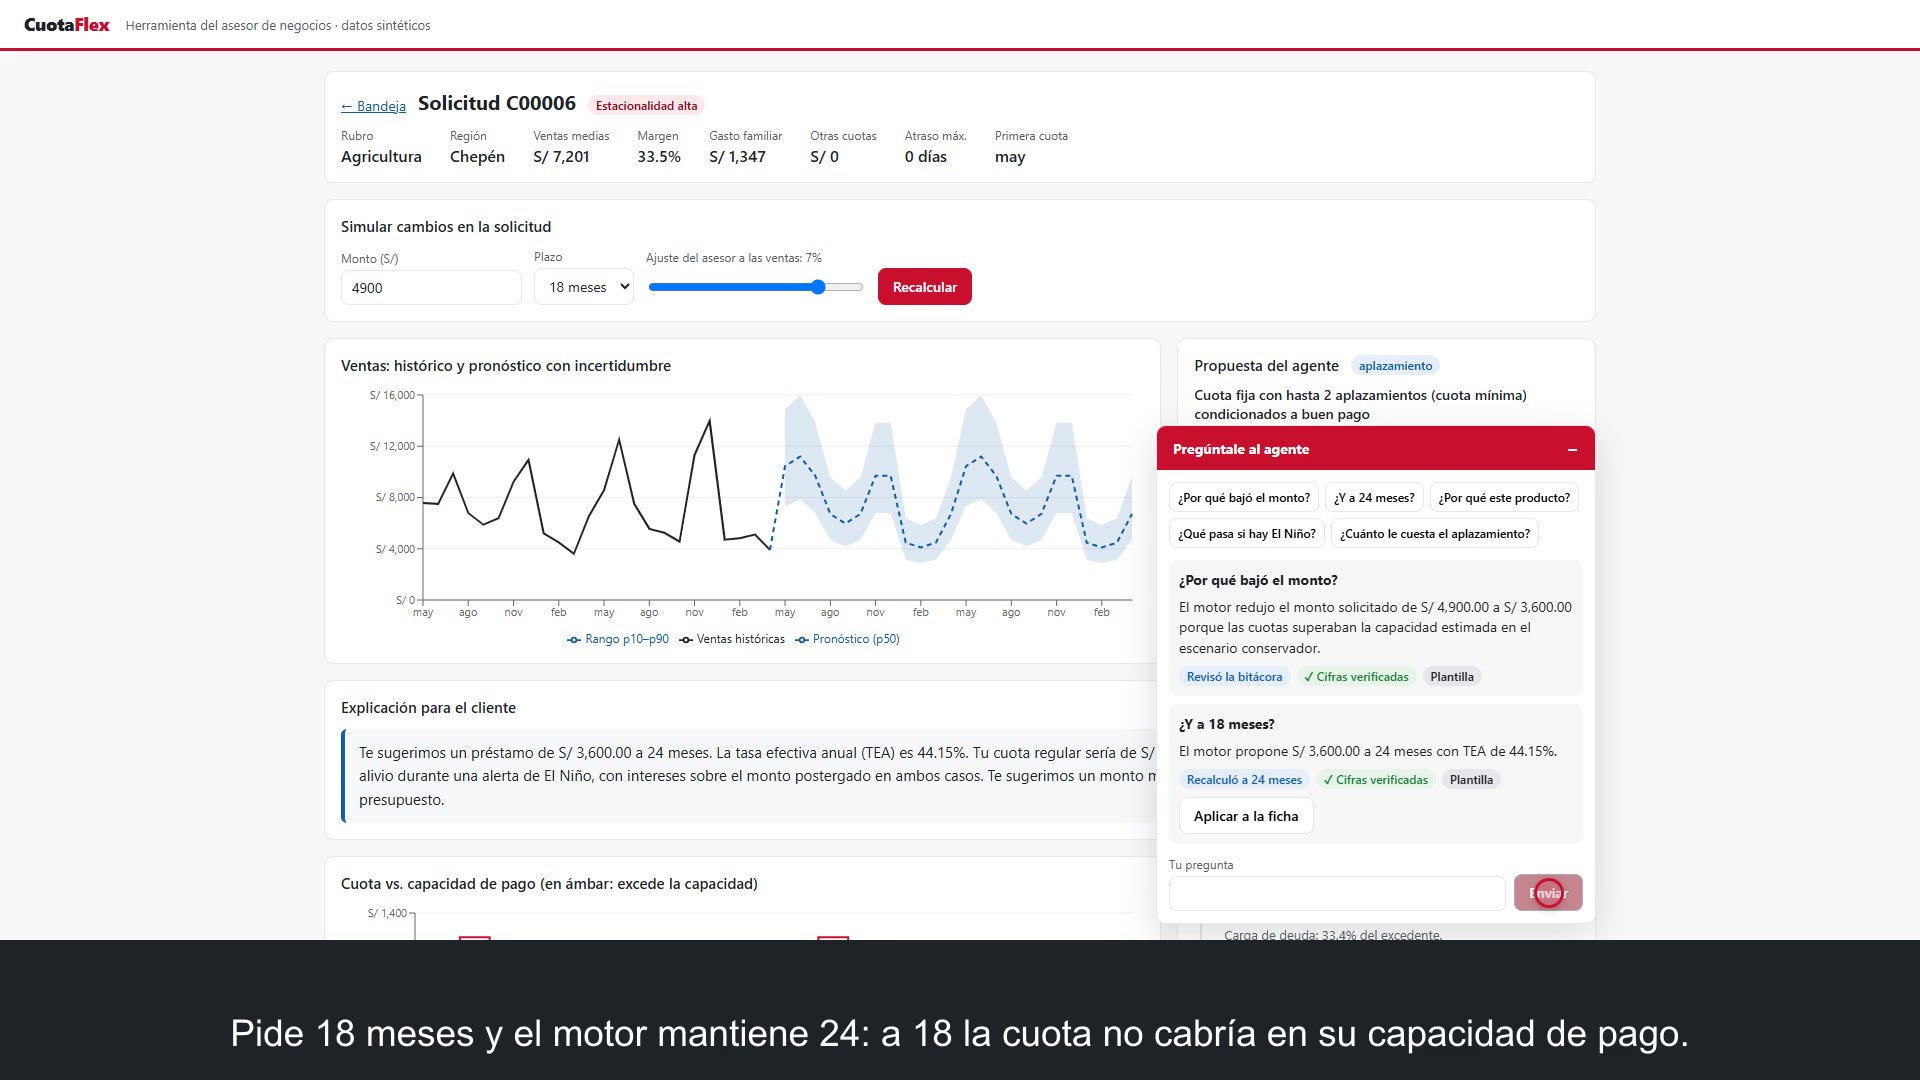 CuotaFlex Herramienta del asesor de negocios · datos sintéticos
← Bandeja Solicitud C00006 Estacionalidad alta
Rubro Región Ventas medias Margen Gasto familiar Otras cuotas Atraso máx. Primera cuota
Agricultura Chepén S/ 7,201 33.5% S/ 1,347 S/ 0 0 días may
Simular cambios en la solicitud
Monto (S/) Plazo Ajuste del asesor a las ventas: 7%
4900 18 meses Recalcular
Ventas: histórico y pronóstico con incertidumbre
S/ 16,000
S/ 12,000
S/ 8,000
S/ 4,000
S/ 0
may ago nov feb may ago nov feb may ago nov feb may ago nov feb
Rango p10–p90 Ventas históricas Pronóstico (p50)
Propuesta del agente aplazamiento
Cuota fija con hasta 2 aplazamientos (cuota mínima)
condicionados a buen pago
Explicación para el cliente
Te sugerimos un préstamo de S/ 3,600.00 a 24 meses. La tasa efectiva anual (TEA) es 44.15%. Tu cuota regular sería de S/
alivio durante una alerta de El Niño, con intereses sobre el monto postergado en ambos casos. Te sugerimos un monto m
presupuesto.
Cuota vs. capacidad de pago (en ámbar: excede la capacidad)
S/ 1,400
Pregúntale al agente –
¿Por qué bajó el monto? ¿Y a 24 meses? ¿Por qué este producto?
¿Qué pasa si hay El Niño? ¿Cuánto le cuesta el aplazamiento?
¿Por qué bajó el monto?
El motor redujo el monto solicitado de S/ 4,900.00 a S/ 3,600.00
porque las cuotas superaban la capacidad estimada en el
escenario conservador.
Revisó la bitácora ✓ Cifras verificadas Plantilla
¿Y a 18 meses?
El motor propone S/ 3,600.00 a 24 meses con TEA de 44.15%.
Recalculó a 24 meses ✓ Cifras verificadas Plantilla
Aplicar a la ficha
Tu pregunta
Enviar
Carga de deuda: 33.4% del excedente.
Pide 18 meses y el motor mantiene 24: a 18 la cuota no cabría en su capacidad de pago.